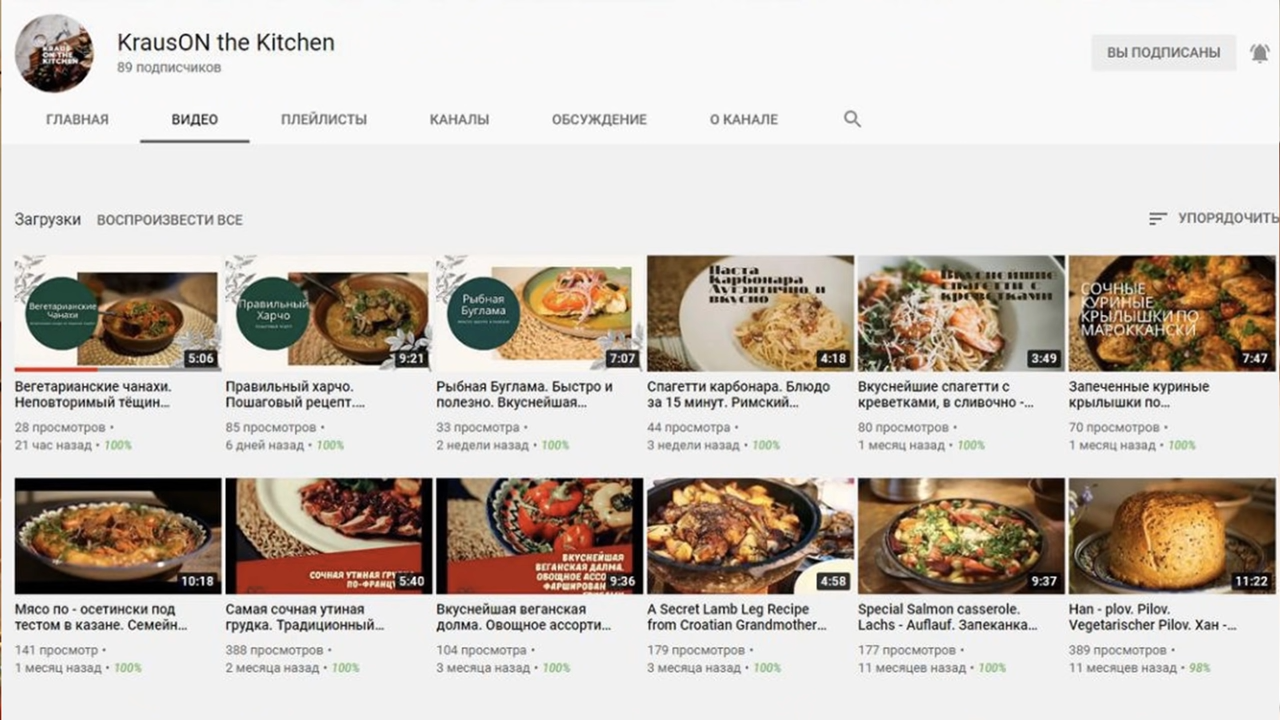 KRAUS
ON THE
KITCHEN
KrausON the Kitchen
89 подписчиков
ВЫ ПОДПИСАНЫ
ГЛАВНАЯ ВИДЕО ПЛЕЙЛИСТЫ КАНАЛЫ ОБСУЖДЕНИЕ О КАНАЛЕ
Загрузки ВОСПРОИЗВЕСТИ ВСЕ
УПОРЯДОЧИТЬ
Вегетарианские
Чанахи
5:06
Вегетарианские чанахи.
Неповторимый тёщин...
28 просмотров •
21 час назад • 100%
Правильный
Харчо
9:21
Правильный харчо.
Пошаговый рецепт....
85 просмотров •
6 дней назад • 100%
Рыбная
Буглама
7:07
Рыбная Буглама. Быстро и
полезно. Вкуснейшая...
33 просмотра •
2 недели назад • 100%
Паста
Карбонара
Аутэнтично и
вкусно
4:18
Спагетти карбонара. Блюдо
за 15 минут. Римский...
44 просмотра •
3 недели назад • 100%
Вкуснейшие
спагетти с
креветками
3:49
Вкуснейшие спагетти с
креветками, в сливочно -...
80 просмотров •
1 месяц назад • 100%
СОЧНЫЕ
КУРИНЫЕ
КРЫЛЫШКИ ПО
МАРОККАНСКИ
7:47
Запеченные куриные
крылышки по...
70 просмотров •
1 месяц назад • 100%
10:18
Мясо по - осетински под
тестом в казане. Семейн...
141 просмотр •
1 месяц назад • 100%
СОЧНАЯ УТИНАЯ
5:40
Самая сочная утиная
грудка. Традиционный...
388 просмотров •
2 месяца назад • 100%
ВКУСНЕЙШАЯ
ВЕГАНСКАЯ ДАЛМА.
ОВОЩНОЕ
9:36
Вкуснейшая веганская
долма. Овощное ассорти...
104 просмотра •
3 месяца назад • 100%
4:58
A Secret Lamb Leg Recipe
from Croatian Grandmother...
179 просмотров •
3 месяца назад • 100%
9:37
Special Salmon casserole.
Lachs - Auflauf. Запеканка...
177 просмотров •
11 месяцев назад • 100%
11:22
Han - plov. Pilov.
Vegetarischer Pilov. Хан -...
389 просмотров •
11 месяцев назад • 98%